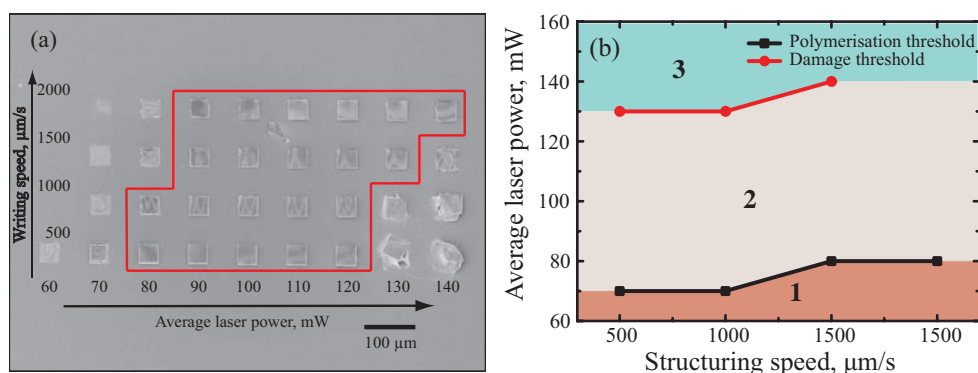 (a)
Writing speed, µm/s
2000
1500
1000
500
60 70 80 90 100 110 120 130 140
Average laser power, mW
100 µm
(b)
Average laser power, mW
160
140
120
100
80
60
Polymerisation threshold
Damage threshold
3
2
1
500 1000 1500 1500
Structuring speed, µm/s